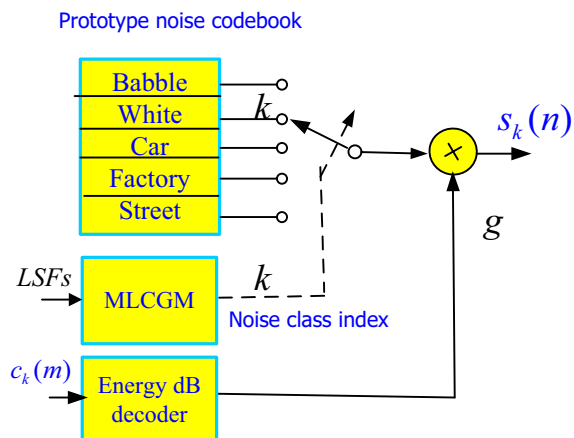 Prototype noise codebook
Babble
White
k
Car
Factory
Street
s_k(n)
×
g
LSFs
MLCGM
k
Noise class index
c_k(m)
Energy dB
decoder